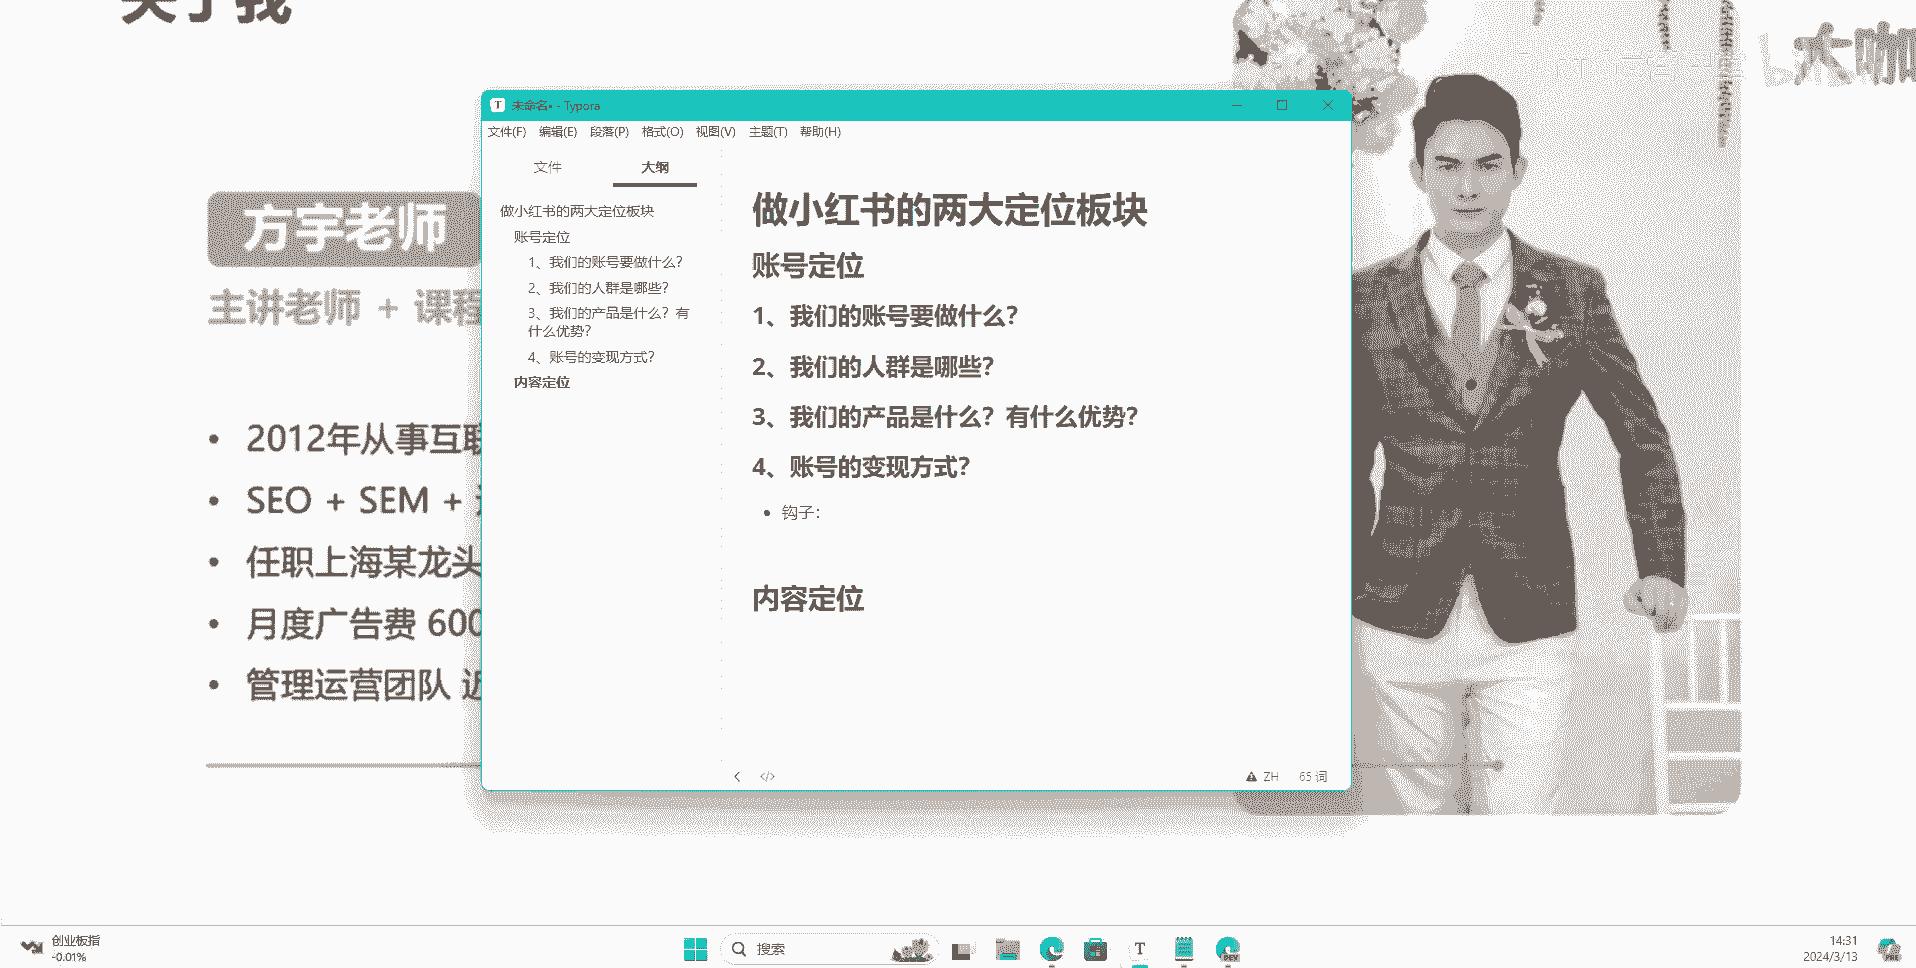 关于我
大咖
未命名• - Typora
文件(F) 编辑(E) 段落(P) 格式(O) 视图(V) 主题(T) 帮助(H)
文件 大纲
做小红书的两大定位板块
账号定位
1、我们的账号要做什么？
2、我们的人群是哪些？
3、我们的产品是什么？有
什么优势？
4、账号的变现方式？
内容定位
做小红书的两大定位板块
账号定位
1、我们的账号要做什么？
2、我们的人群是哪些？
3、我们的产品是什么？有什么优势？
4、账号的变现方式？
• 钩子：
内容定位
ZH 65 词
方宇老师
主讲老师 + 课程
• 2012年从事互联
• SEO + SEM +
• 任职上海某龙头
• 月度广告费 600
• 管理运营团队 近
创业板指
-0.01%
搜索
14:31
2024/3/13